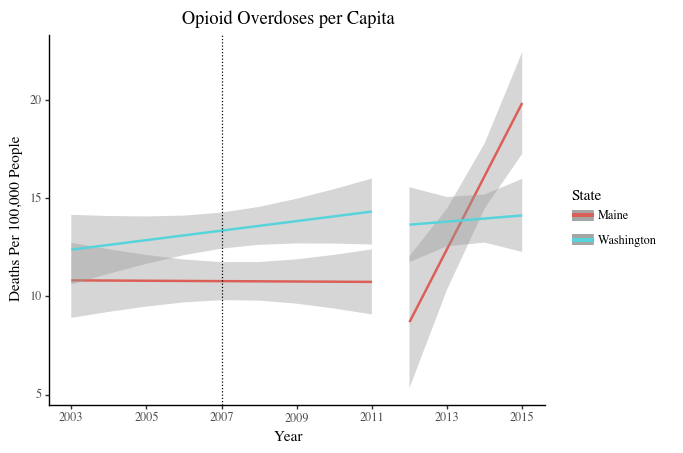 Opioid Overdoses per Capita
Deaths Per 100,000 People
20
15
10
5
2003 2005 2007 2009 2011 2013 2015
Year
State
Maine
Washington